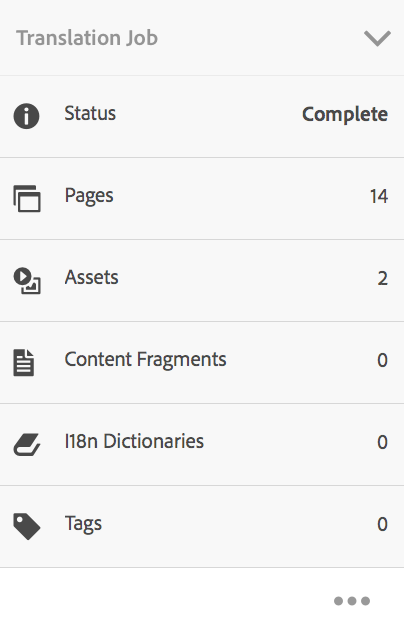 Translation Job
Status Complete
Pages 14
Assets 2
Content Fragments 0
I18n Dictionaries 0
Tags 0